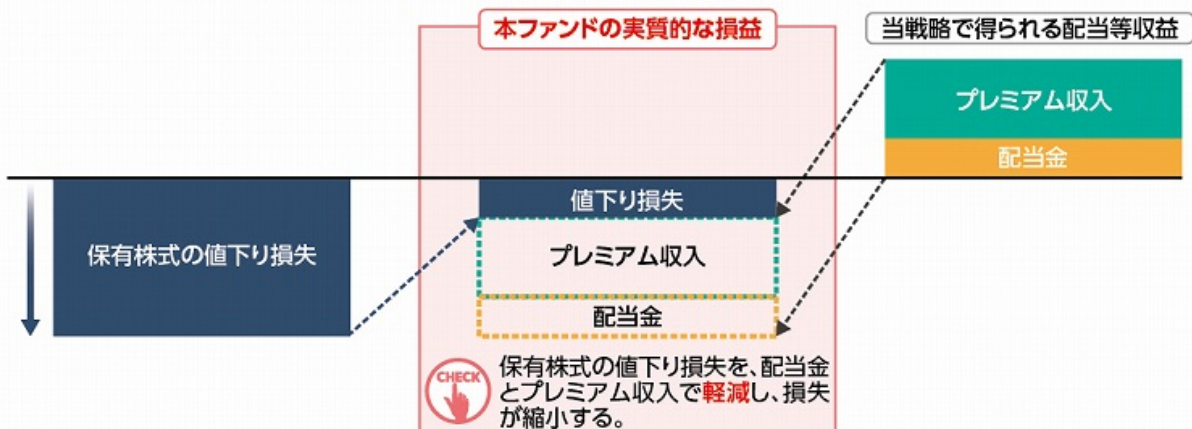 本ファンドの実質的な損益
当戦略で得られる配当等収益
プレミアム収入
配当金
保有株式の値下り損失
値下り損失
プレミアム収入
配当金
CHECK
保有株式の値下り損失を、配当金
とプレミアム収入で軽減し、損失
が縮小する。